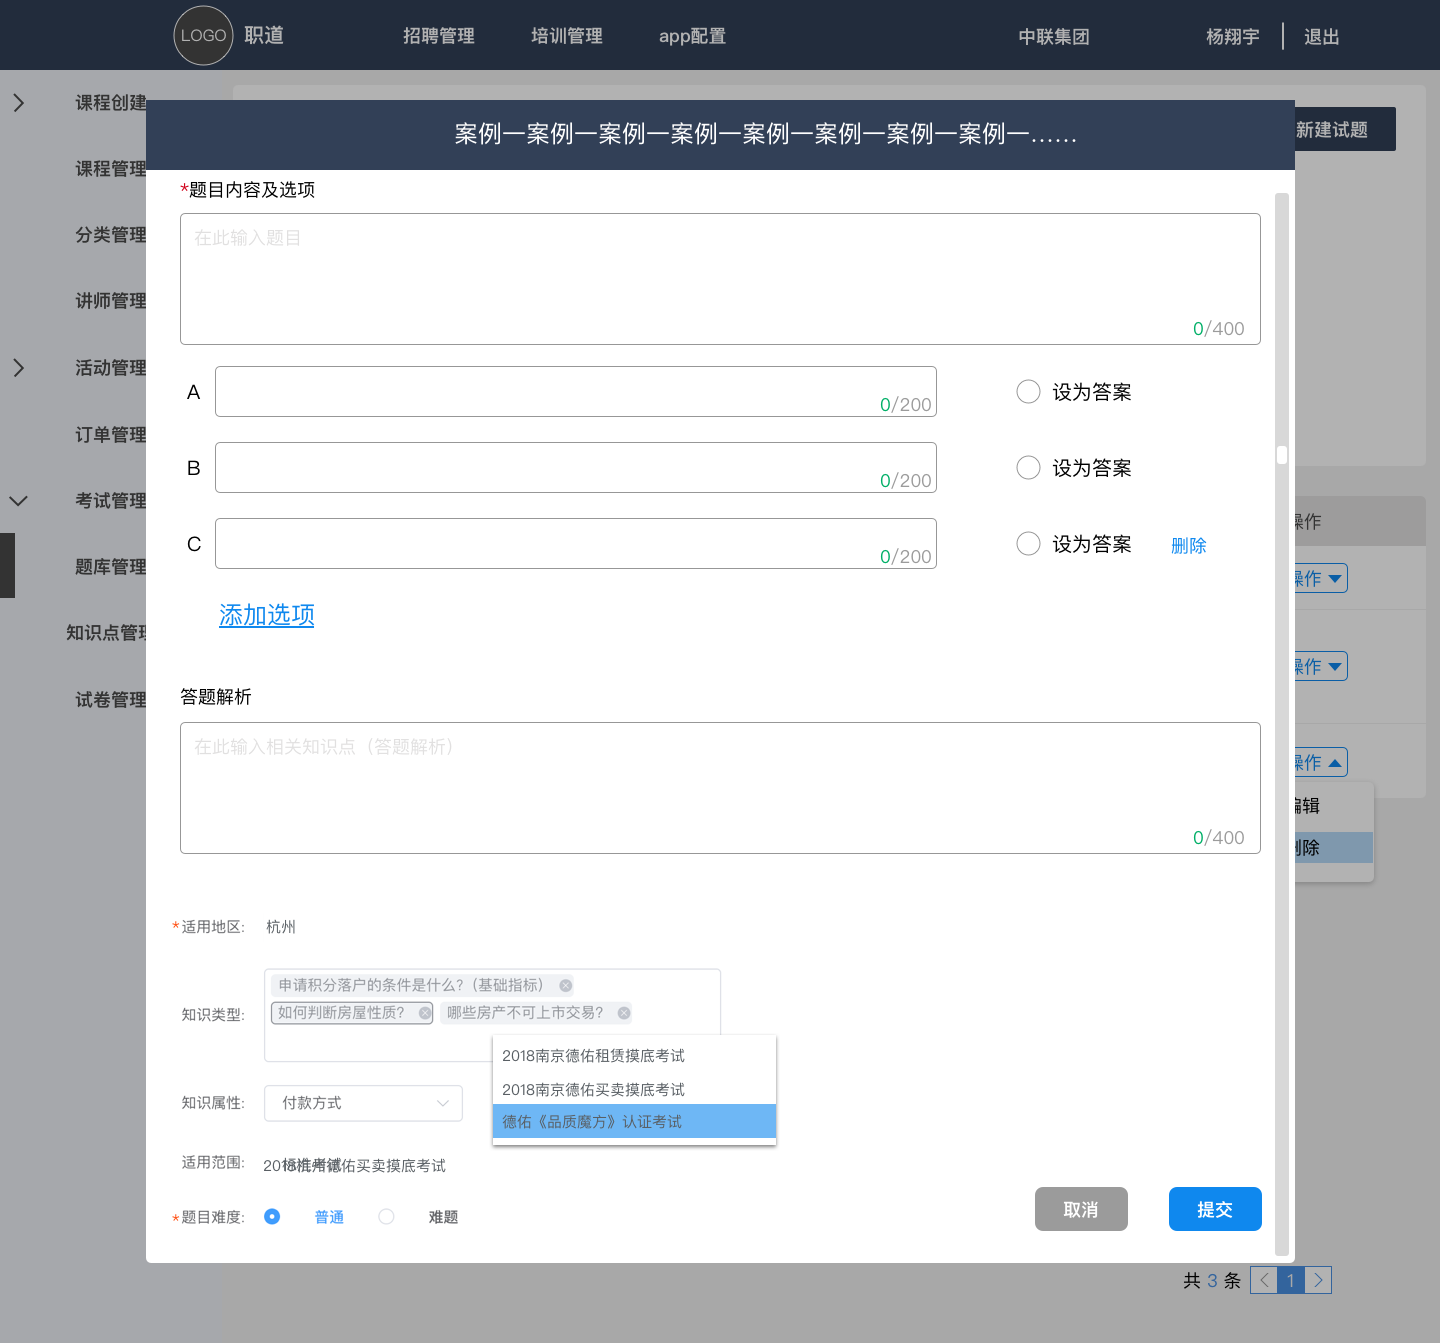 LOGO 职道 招聘管理 培训管理 app配置 中联集团 杨翔宇 退出
课程创建
课程管理
分类管理
讲师管理
活动管理
订单管理
考试管理
题库管理
知识点管理
试卷管理
新建试题
案例一案例一案例一案例一案例一案例一案例一案例一……
*题目内容及选项
在此输入题目
0/400
A 0/200 设为答案
B 0/200 设为答案
C 0/200 设为答案 删除
添加选项
答题解析
在此输入相关知识点（答题解析）
0/400
*适用地区: 杭州
知识类型: 申请积分落户的条件是什么?（基础指标）
如何判断房屋性质? 哪些房产不可上市交易?
2018南京德佑租赁摸底考试
2018南京德佑买卖摸底考试
德佑《品质魔方》认证考试
知识属性: 付款方式
适用范围: 2018杭州德佑买卖摸底考试
标准考试
*题目难度: 普通 难题
取消 提交
操作
操作
操作
操作
编辑
删除
共 3 条 1